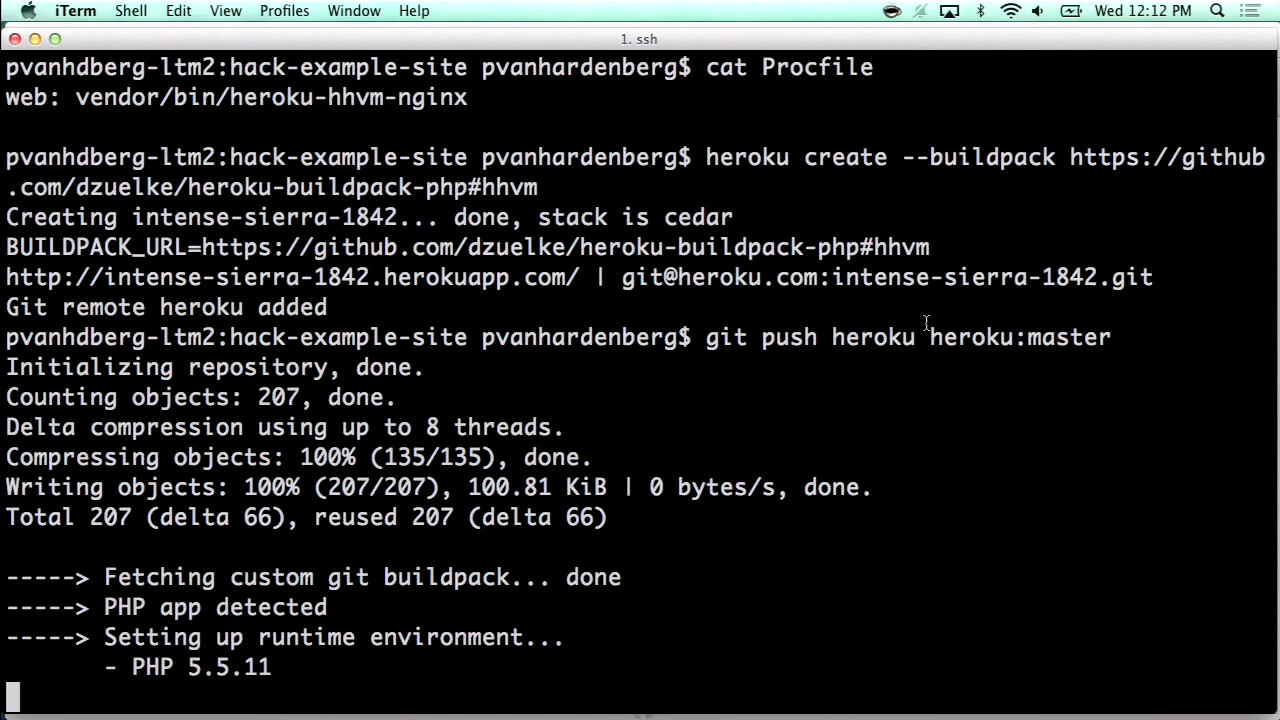 iTerm Shell Edit View Profiles Window Help Wed 12:12 PM
1. ssh
pvanhdberg-ltm2:hack-example-site pvanhardenberg$ cat Procfile
web: vendor/bin/heroku-hhvm-nginx
pvanhdberg-ltm2:hack-example-site pvanhardenberg$ heroku create --buildpack https://github
.com/dzuelke/heroku-buildpack-php#hhvm
Creating intense-sierra-1842... done, stack is cedar
BUILDPACK_URL=https://github.com/dzuelke/heroku-buildpack-php#hhvm
http://intense-sierra-1842.herokuapp.com/ | git@heroku.com:intense-sierra-1842.git
Git remote heroku added
pvanhdberg-ltm2:hack-example-site pvanhardenberg$ git push heroku heroku:master
Initializing repository, done.
Counting objects: 207, done.
Delta compression using up to 8 threads.
Compressing objects: 100% (135/135), done.
Writing objects: 100% (207/207), 100.81 KiB | 0 bytes/s, done.
Total 207 (delta 66), reused 207 (delta 66)
-----> Fetching custom git buildpack... done
-----> PHP app detected
-----> Setting up runtime environment...
- PHP 5.5.11